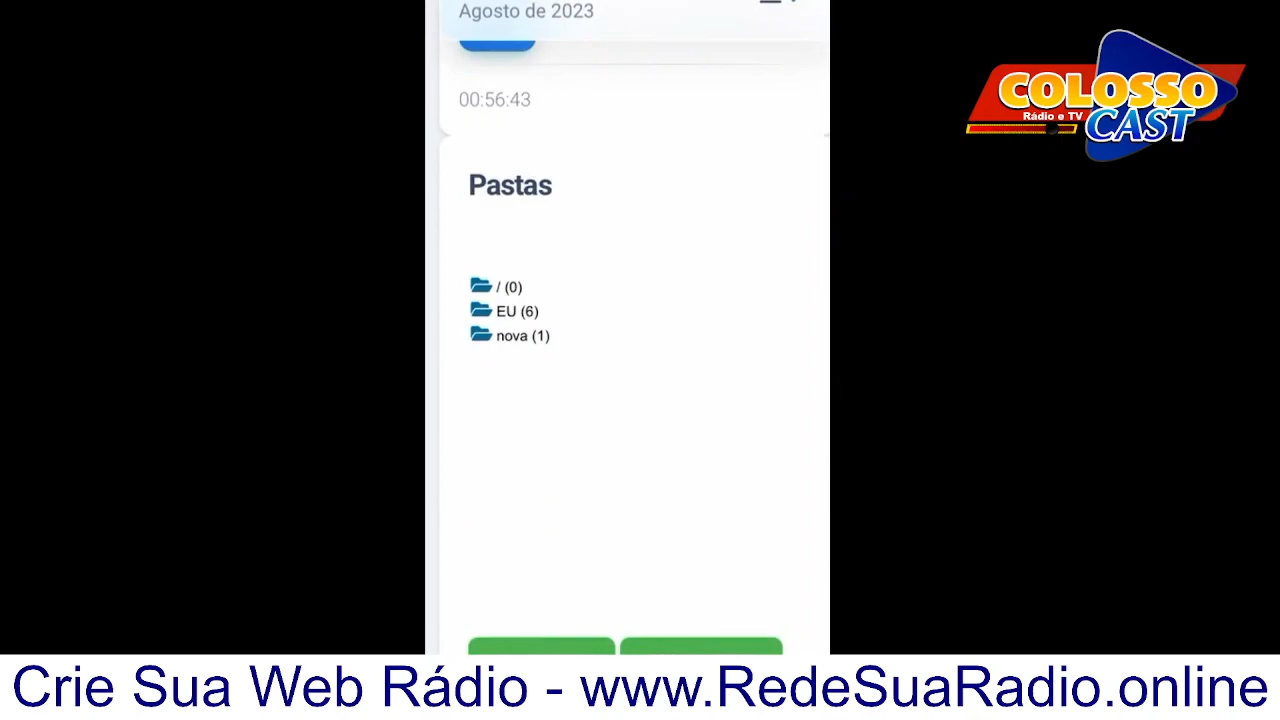 Agosto de 2023
00:56:43
COLOSSO
Rádio e TV
CAST
Pastas
/ (0)
EU (6)
nova (1)
Crie Sua Web Rádio - www.RedeSuaRadio.online